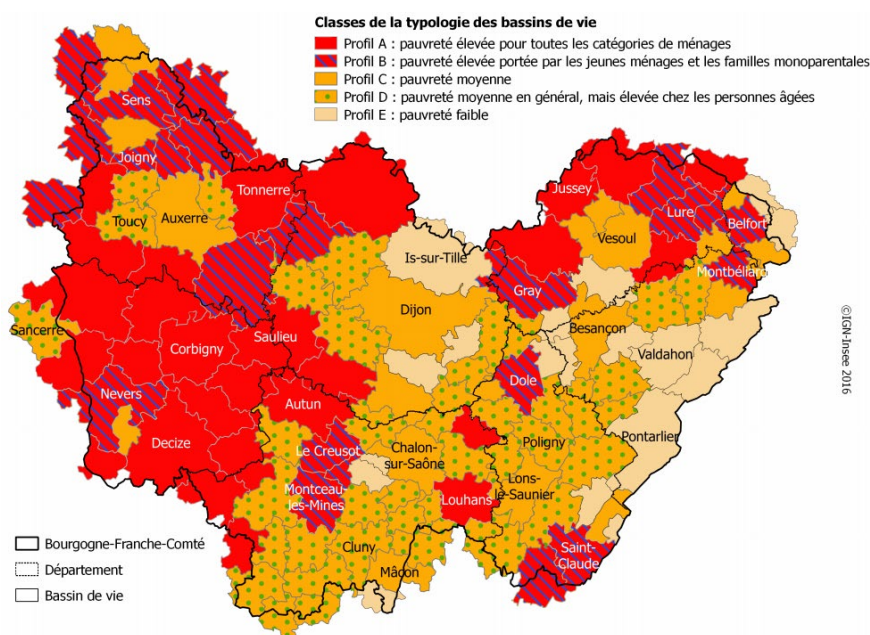 Classes de la typologie des bassins de vie
Profil A : pauvreté élevée pour toutes les catégories de ménages
Profil B : pauvreté élevée portée par les jeunes ménages et les familles monoparentales
Profil C : pauvreté moyenne
Profil D : pauvreté moyenne en général, mais élevée chez les personnes âgées
Profil E : pauvreté faible
Sens
Joigny
Tonnerre
Toucy
Auxerre
Jussey
Lure
Belfort
Vesoul
Montbéliard
Is-sur-Tille
Gray
Dijon
Besançon
Sancerre
Saulieu
Corbigny
Valdahon
Dole
Nevers
Autun
Decize
Pontarlier
Le Creusot
Chalon-
sur-Saône
Poligny
Montceau-
les-Mines
Louhans
Lons-
le-Saunier
Cluny
Saint-
Claude
Mâcon
Bourgogne-Franche-Comté
Département
Bassin de vie
©IGN-Insee 2016